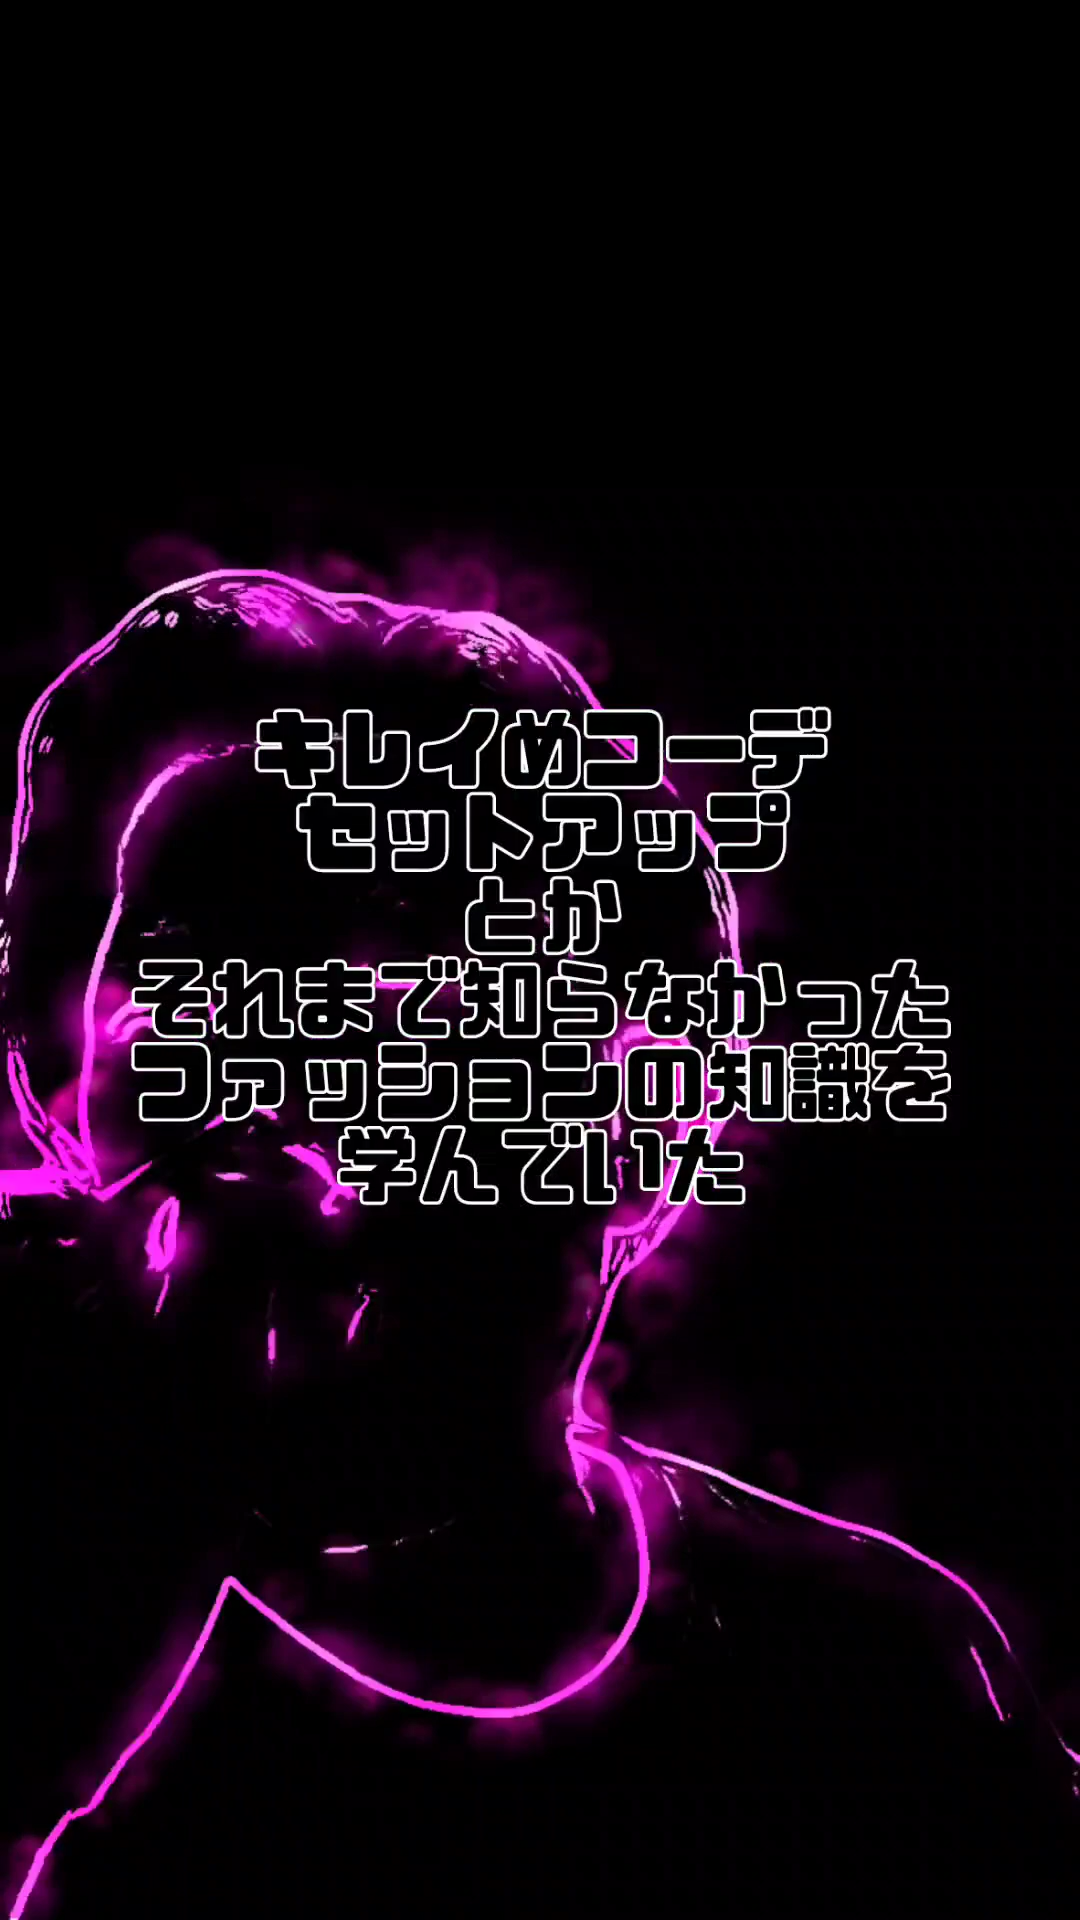 キレイめコーデ
セットアップ
とか
それまで知らなかった
ファッションの知識を
学んでいた